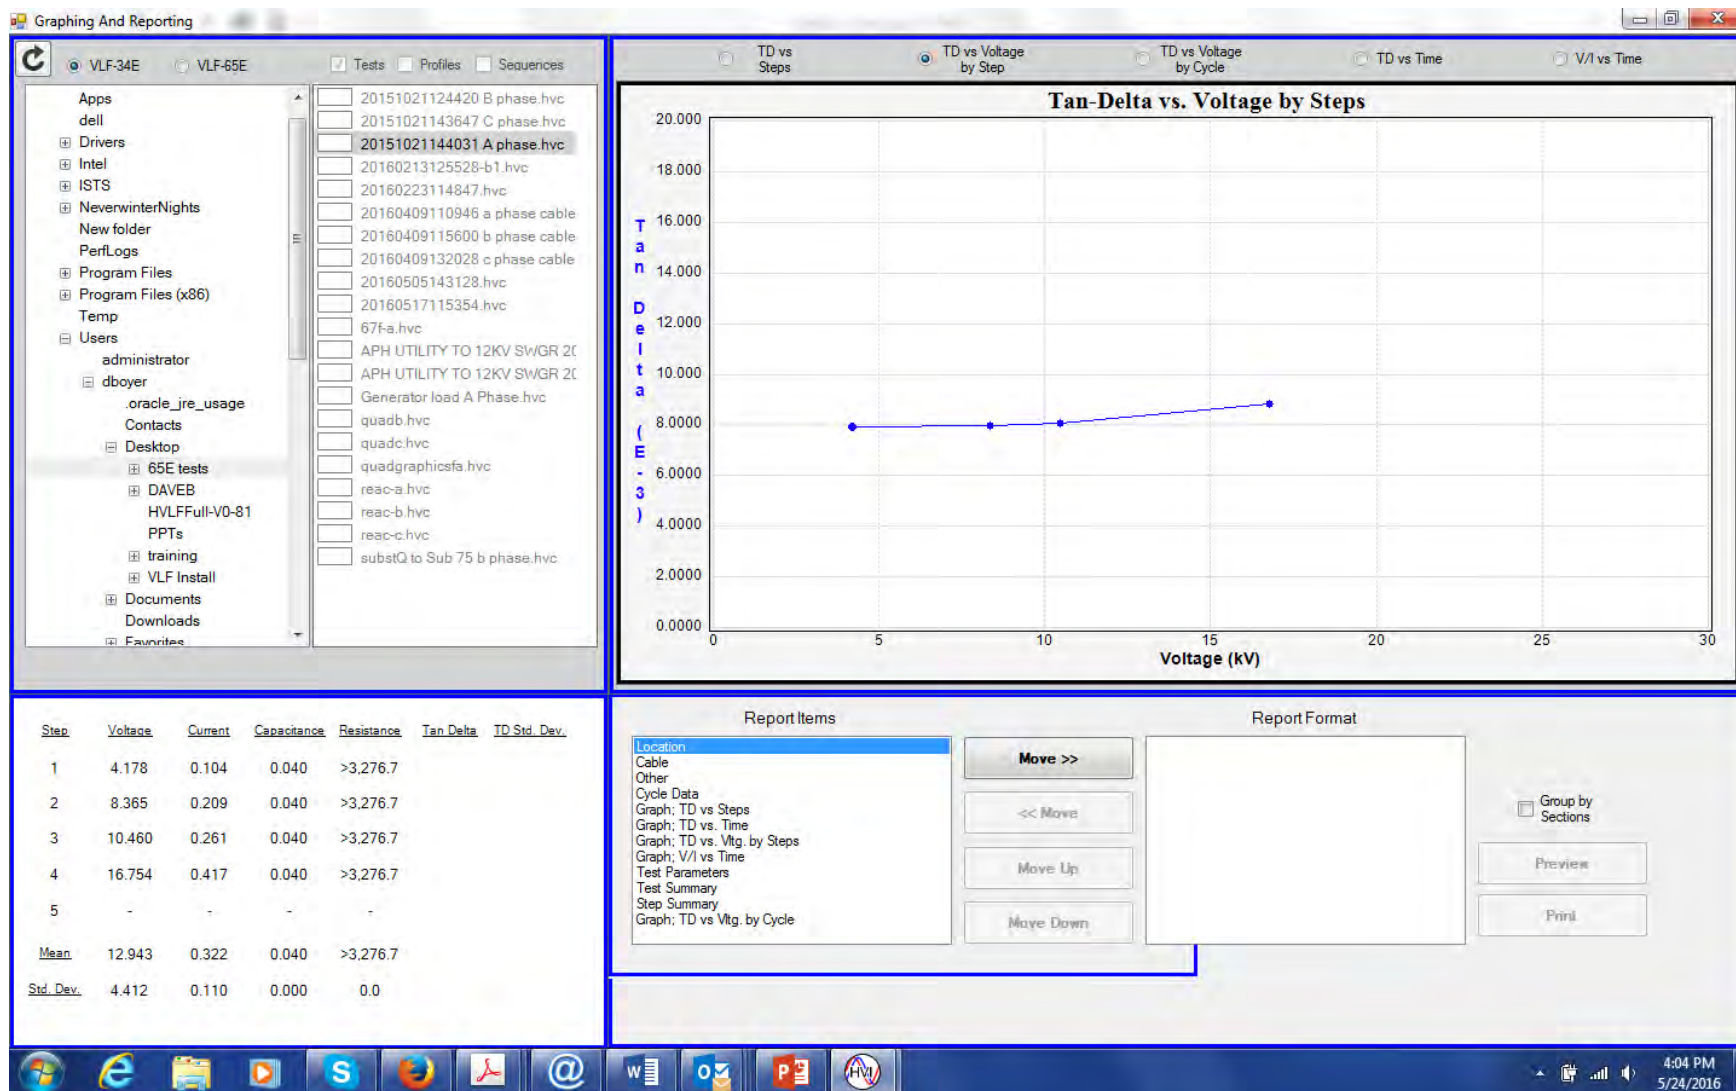 Graphing And Reporting
VLF-34E
VLF-65E
Tests
Profiles
Sequences
Apps
dell
Drivers
Intel
ISTS
NeverwinterNights
New folder
PerfLogs
Program Files
Program Files (x86)
Temp
Users
administrator
dboyer
.oracle_jre_usage
Contacts
Desktop
65E tests
DAVEB
HVLFFull-V0-81
PPTs
training
VLF Install
Documents
Downloads
Favorites
20151021124420 B phase.hvc
20151021143647 C phase.hvc
20151021144031 A phase.hvc
20160213125528-b1.hvc
20160223114847.hvc
20160409110946 a phase cable
20160409115600 b phase cable
20160409132028 c phase cable
20160505143128.hvc
20160517115354.hvc
67f-a.hvc
APH UTILITY TO 12KV SWGR 20
APH UTILITY TO 12KV SWGR 20
Generator load A Phase.hvc
quadb.hvc
quadc.hvc
quadgraphicsfa.hvc
reac-a.hvc
reac-b.hvc
reac-c.hvc
substQ to Sub 75 b phase.hvc
TD vs
Steps
TD vs Voltage
by Step
TD vs Voltage
by Cycle
TD vs Time
V/I vs Time
Tan-Delta vs. Voltage by Steps
Tan Delta (E-3)
20.000
18.000
16.000
14.000
12.000
10.000
8.0000
6.0000
4.0000
2.0000
0.0000
0 5 10 15 20 25 30
Voltage (kV)
Step Voltage Current Capacitance Resistance Tan Delta TD Std. Dev.
1 4.178 0.104 0.040 >3,276.7
2 8.365 0.209 0.040 >3,276.7
3 10.460 0.261 0.040 >3,276.7
4 16.754 0.417 0.040 >3,276.7
5 - - - -
Mean 12.943 0.322 0.040 >3,276.7
Std. Dev. 4.412 0.110 0.000 0.0
Report Items
Location
Cable
Other
Cycle Data
Graph; TD vs Steps
Graph; TD vs. Time
Graph; TD vs. Vltg. by Steps
Graph; V/I vs Time
Test Parameters
Test Summary
Step Summary
Graph; TD vs Vltg. by Cycle
Move >>
<< Move
Move Up
Move Down
Report Format
Group by
Sections
Preview
Print
HVI
4:04 PM
5/24/2016